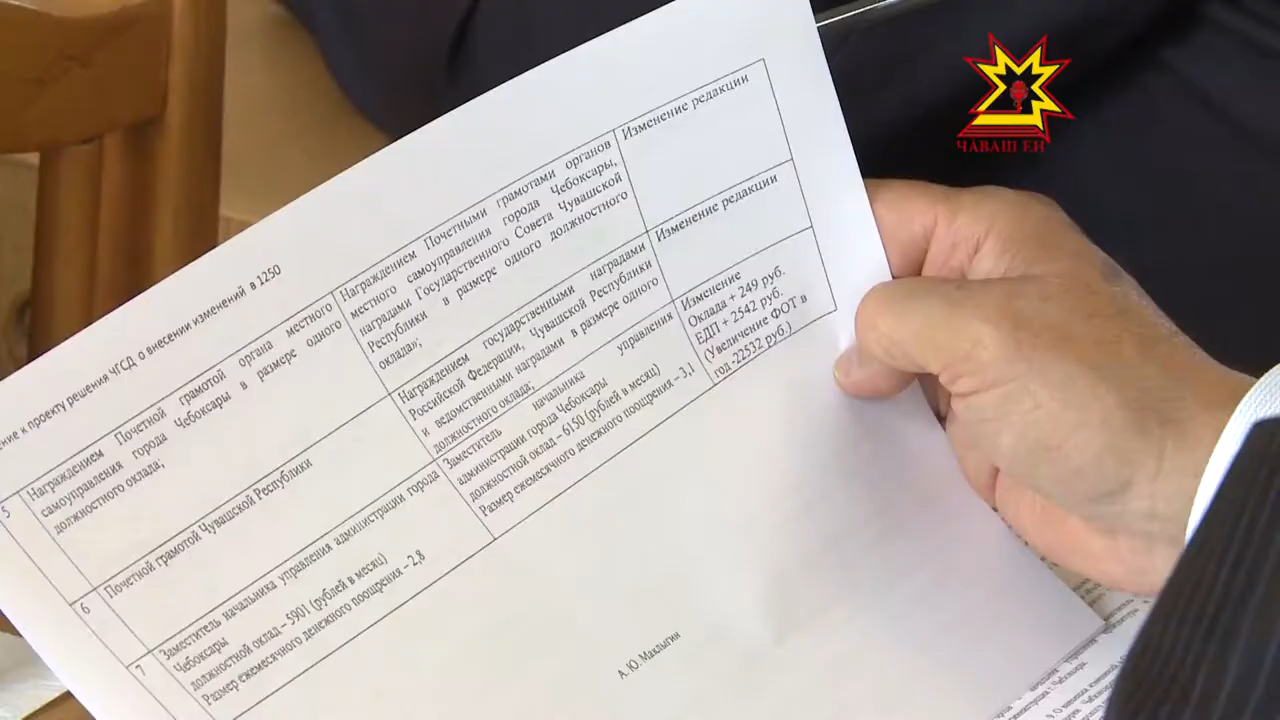 ЧӐВАШ ЕН
ение к проекту решения ЧГСД о внесении изменений в 1250
5
Награждением Почетной грамотой органа местного
самоуправления города Чебоксары в размере одного
должностного оклада;
Награждением Почетными грамотами органов
местного самоуправления города Чебоксары,
наградами Государственного Совета Чувашской
Республики в размере одного должностного
оклада»;
Изменение редакции
6
Почетной грамотой Чувашской Республики
Награждением государственными наградами
Российской Федерации, Чувашской Республики
и ведомственными наградами в размере одного
должностного оклада;
Изменение редакции
7
Заместитель начальника управления администрации города
Чебоксары
должностной оклад – 5901 (рублей в месяц)
Размер ежемесячного денежного поощрения – 2,8
Заместитель начальника управления
администрации города Чебоксары
должностной оклад – 6150 (рублей в месяц)
Размер ежемесячного денежного поощрения – 3,1
Изменение
Оклада + 249 руб.
ЕДП + 2542 руб.
(Увеличение ФОТ в
год -22532 руб.)
А.Ю. Маклыгин